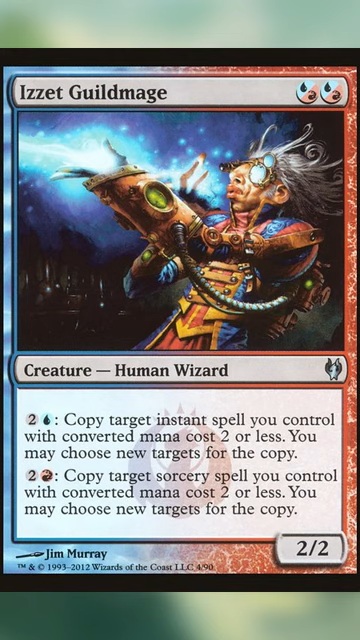 Izzet Guildmage
Creature — Human Wizard
2: Copy target instant spell you control
with converted mana cost 2 or less. You
may choose new targets for the copy.
2: Copy target sorcery spell you control
with converted mana cost 2 or less. You
may choose new targets for the copy.
2/2
Jim Murray
™ & © 1993–2012 Wizards of the Coast LLC 4/90